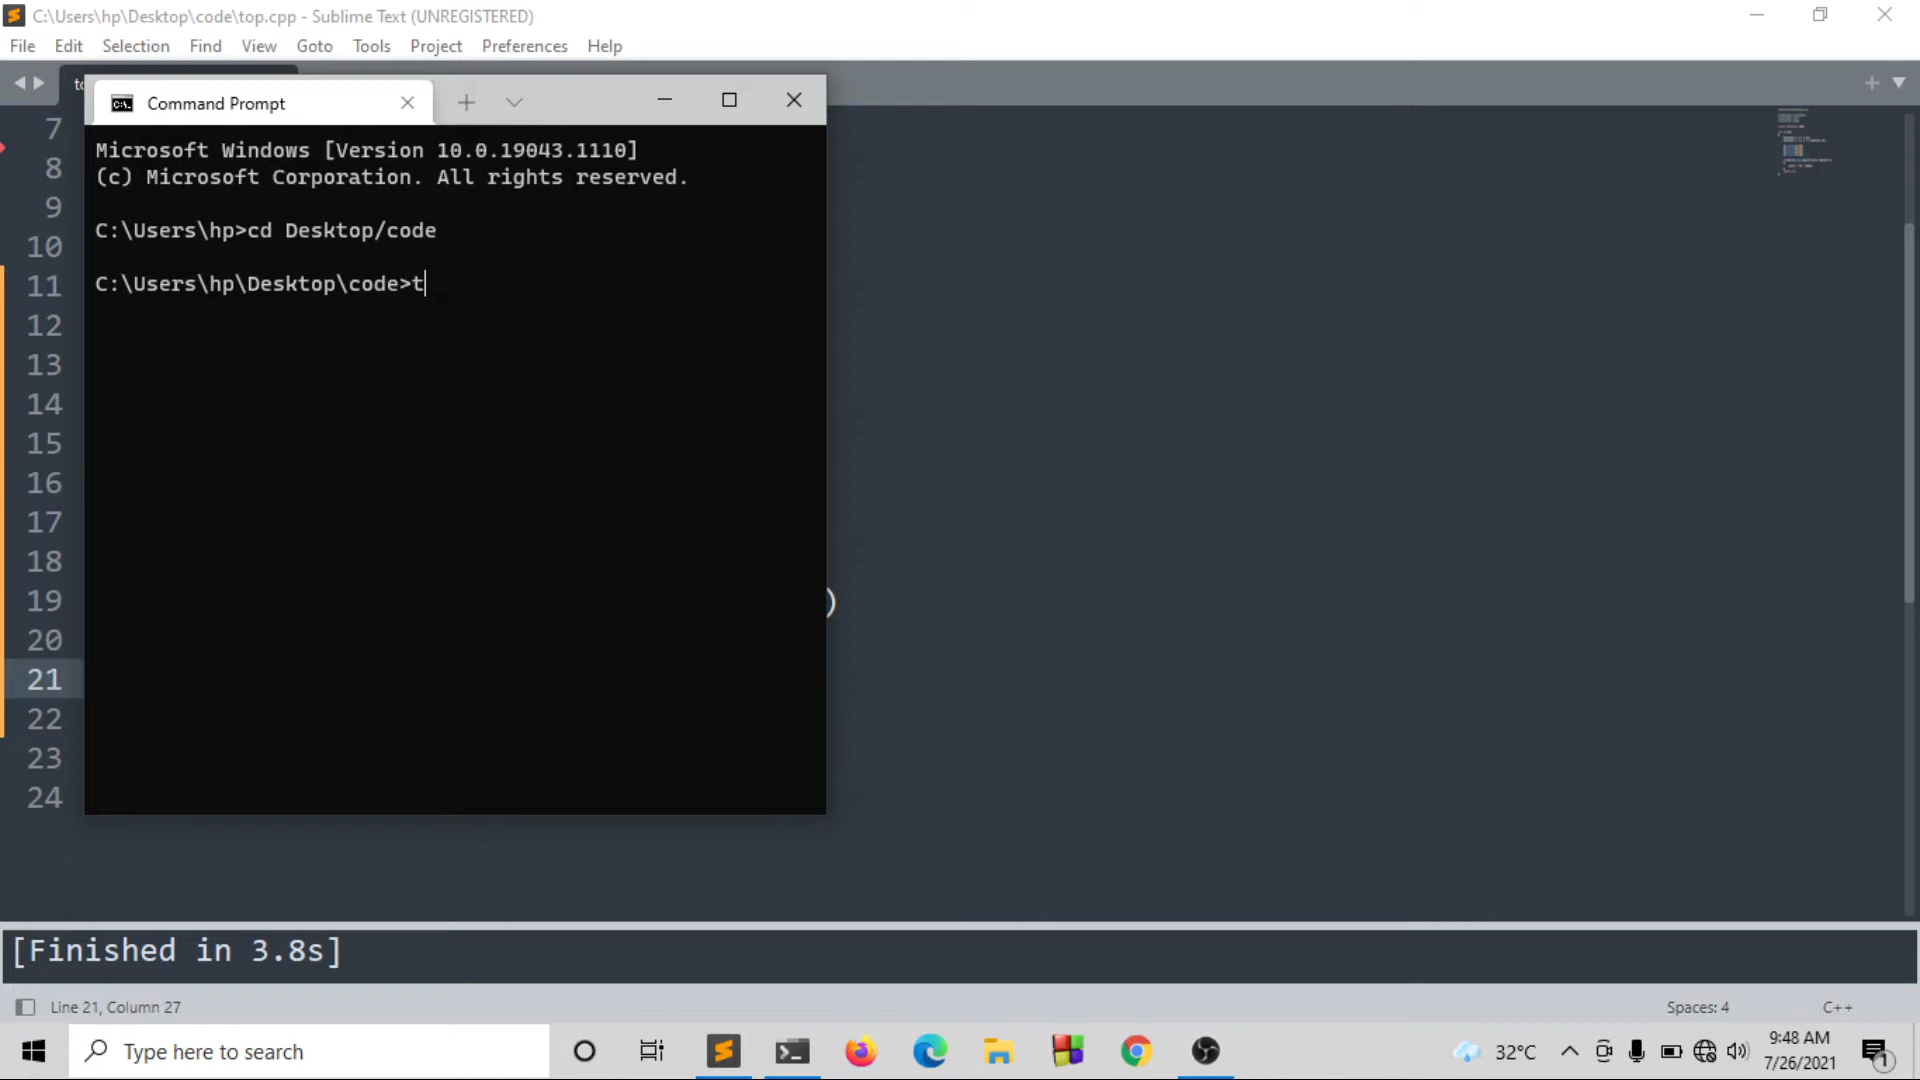 C:\Users\hp\Desktop\code\top.cpp - Sublime Text (UNREGISTERED)
File Edit Selection Find View Goto Tools Project Preferences Help
Command Prompt
Microsoft Windows [Version 10.0.19043.1110]
(c) Microsoft Corporation. All rights reserved.
C:\Users\hp>cd Desktop/code
C:\Users\hp\Desktop\code>t
7
8
9
10
11
12
13
14
15
16
17
18
19 )
20
21
22
23
24
[Finished in 3.8s]
Line 21, Column 27 Spaces: 4 C++
Type here to search 32°C 9:48 AM
7/26/2021 1